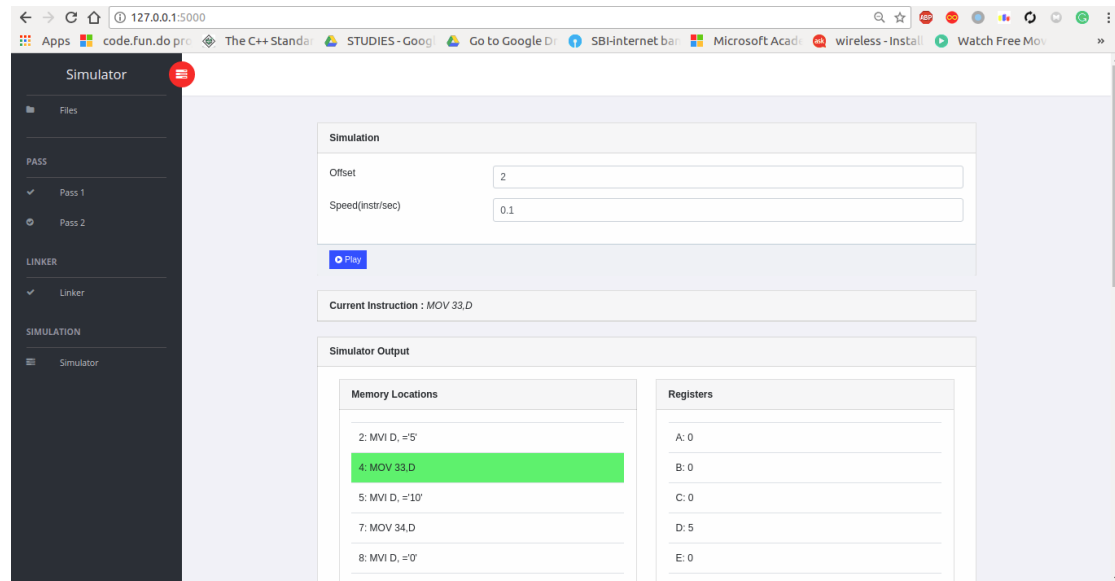 127.0.0.1:5000
Apps code.fun.do pro The C++ Standar STUDIES - Googl Go to Google Dr SBI-internet ban Microsoft Acad wireless - Install Watch Free Mov »
Simulator
Files
PASS
Pass 1
Pass 2
LINKER
Linker
SIMULATION
Simulator
Simulation
Offset
2
Speed(instr/sec)
0.1
Play
Current Instruction : MOV 33,D
Simulator Output
Memory Locations
2: MVI D, ='5'
4: MOV 33,D
5: MVI D, ='10'
7: MOV 34,D
8: MVI D, ='0'
Registers
A: 0
B: 0
C: 0
D: 5
E: 0